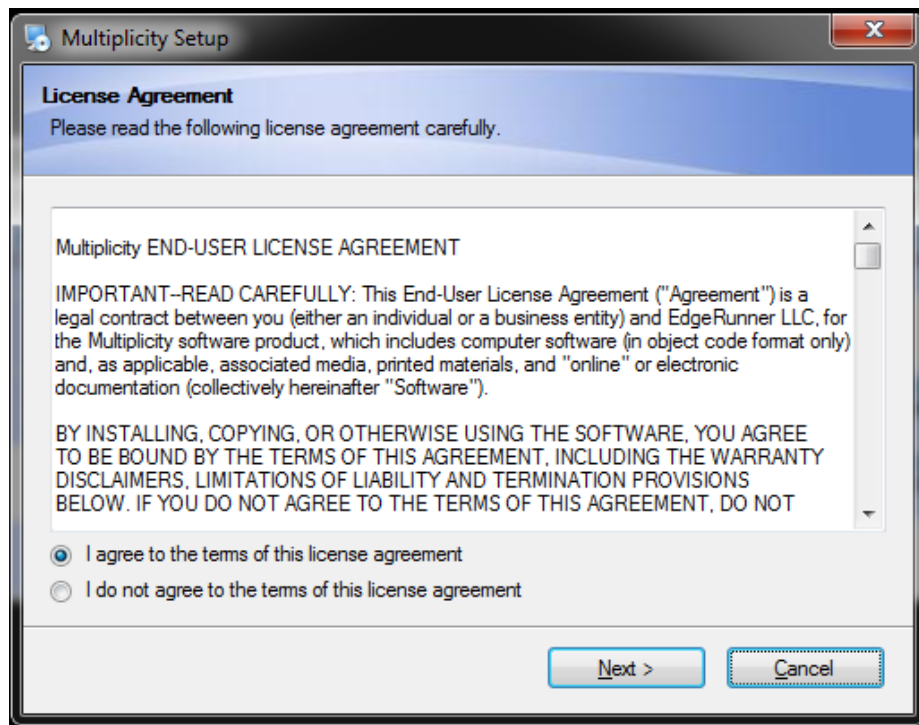 Multiplicity Setup
License Agreement
Please read the following license agreement carefully.
Multiplicity END-USER LICENSE AGREEMENT
IMPORTANT--READ CAREFULLY: This End-User License Agreement ("Agreement") is a
legal contract between you (either an individual or a business entity) and EdgeRunner LLC, for
the Multiplicity software product, which includes computer software (in object code format only)
and, as applicable, associated media, printed materials, and "online" or electronic
documentation (collectively hereinafter "Software").
BY INSTALLING, COPYING, OR OTHERWISE USING THE SOFTWARE, YOU AGREE
TO BE BOUND BY THE TERMS OF THIS AGREEMENT, INCLUDING THE WARRANTY
DISCLAIMERS, LIMITATIONS OF LIABILITY AND TERMINATION PROVISIONS
BELOW. IF YOU DO NOT AGREE TO THE TERMS OF THIS AGREEMENT, DO NOT
I agree to the terms of this license agreement
I do not agree to the terms of this license agreement
Next >
Cancel